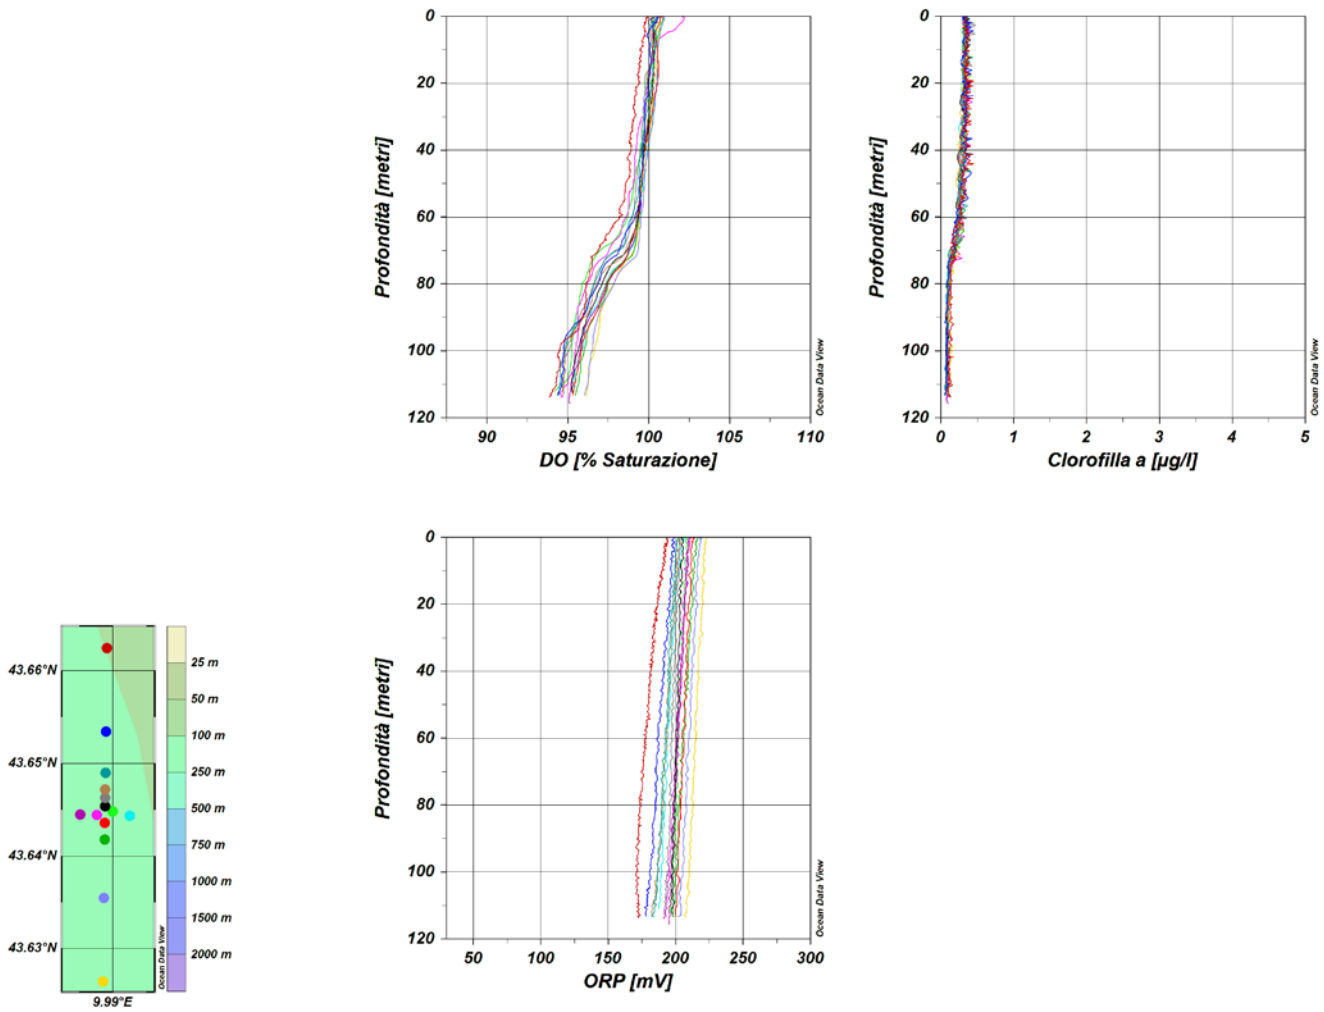 0
20
40
60
80
100
120
Profondità [metri]
90
95
100
105
110
DO [% Saturazione]
Ocean Data View
0
20
40
60
80
100
120
Profondità [metri]
0
1
2
3
4
5
Clorofilla a [µg/l]
Ocean Data View
43.66°N
43.65°N
43.64°N
43.63°N
9.99°E
Ocean Data View
25 m
50 m
100 m
250 m
500 m
750 m
1000 m
1500 m
2000 m
0
20
40
60
80
100
120
Profondità [metri]
50
100
150
200
250
300
ORP [mV]
Ocean Data View